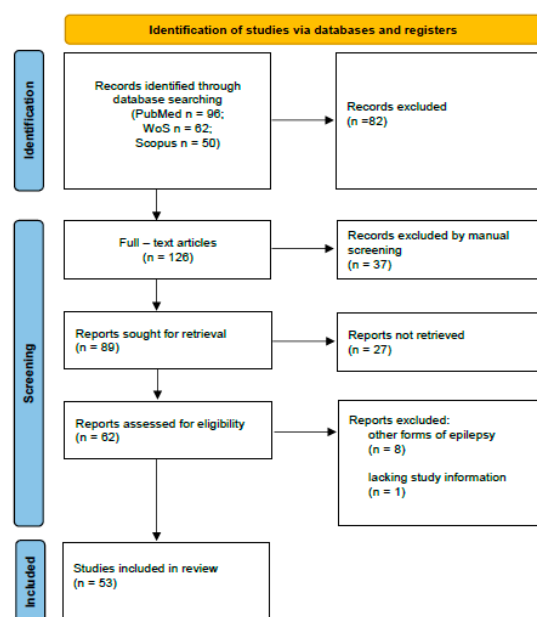 Identification of studies via databases and registers
Identification
Records identified through
database searching
(PubMed n = 96;
WoS n = 62;
Scopus n = 50)
Records excluded
(n =82)
Screening
Full – text articles
(n = 126)
Records excluded by manual
screening
(n = 37)
Reports sought for retrieval
(n = 89)
Reports not retrieved
(n = 27)
Reports assessed for eligibility
(n = 62)
Reports excluded:
other forms of epilepsy
(n = 8)
lacking study information
(n = 1)
Included
Studies included in review
(n = 53)